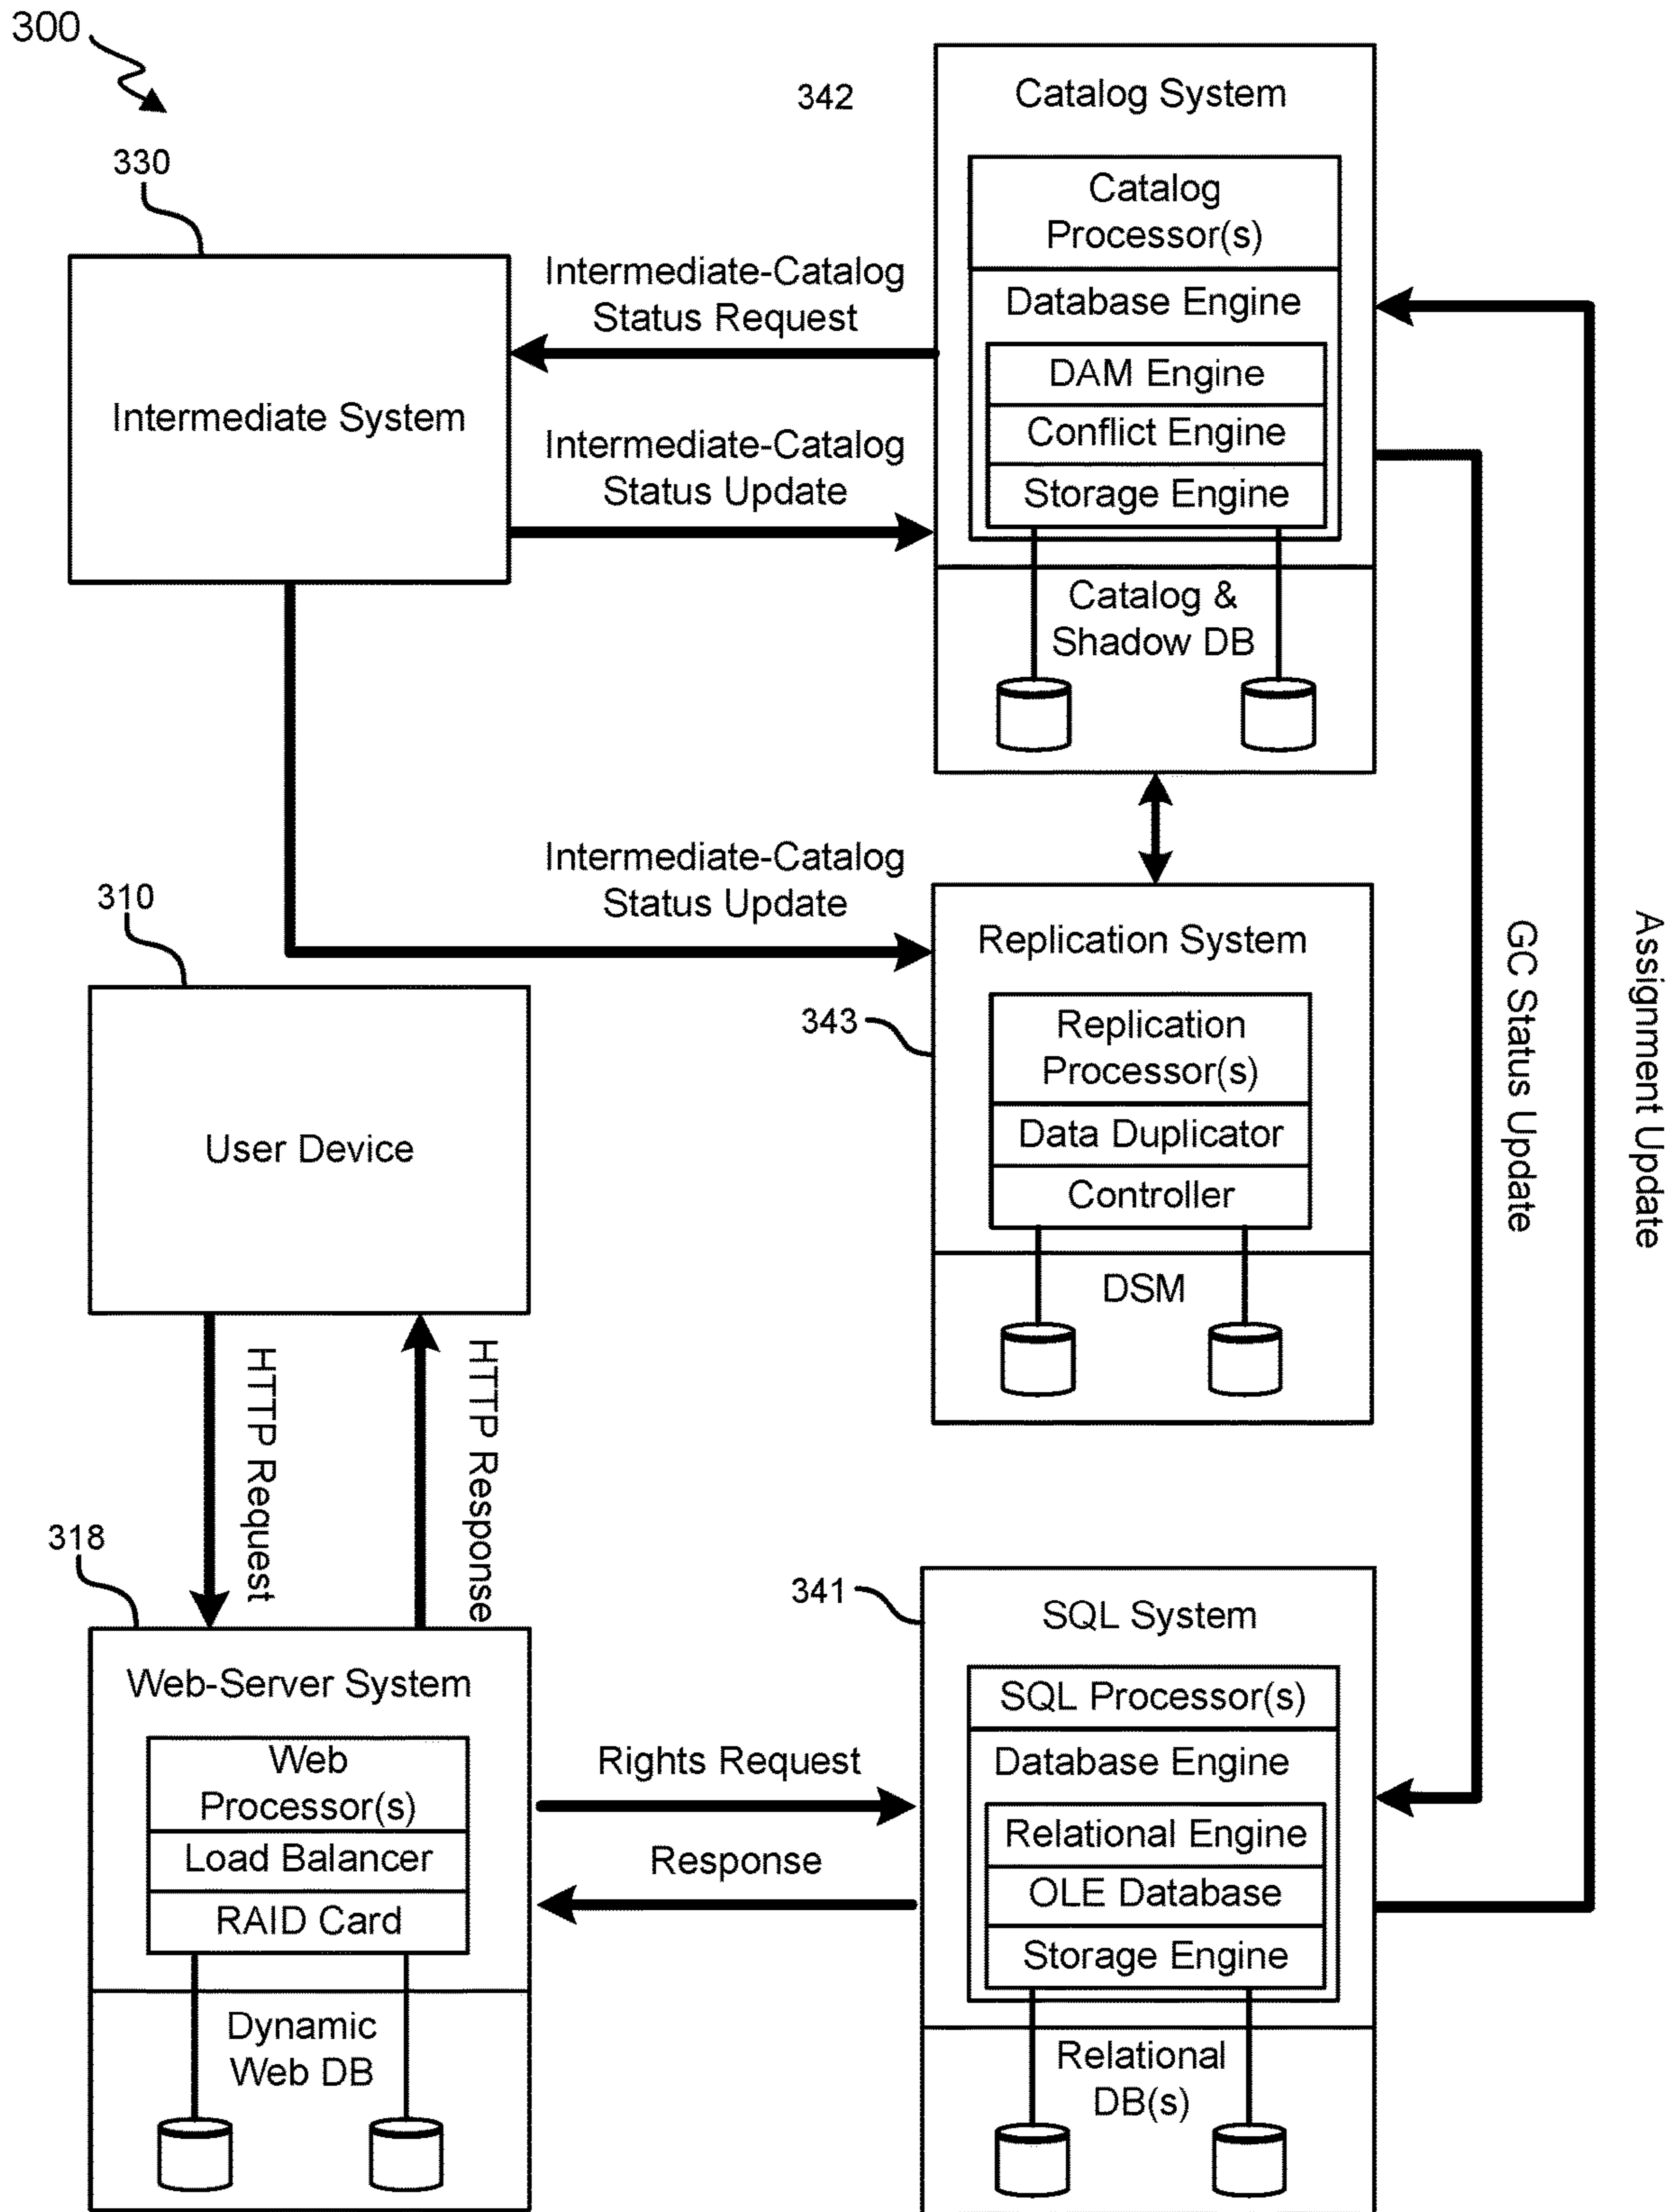 300
342
Catalog System
330
Catalog
Processor(s)
Intermediate-Catalog
Status Request
Database Engine
DAM Engine
Intermediate System
Conflict Engine
Intermediate-Catalog
Status Update
Storage Engine
Catalog &
Shadow DB
Intermediate-Catalog
Status Update
310
Replication System
343
Replication
Processor(s)
GC Status Update
Assignment Update
User Device
Data Duplicator
Controller
DSM
HTTP Request
HTTP Response
318
341
SQL System
Web-Server System
SQL Processor(s)
Web
Processor(s)
Rights Request
Database Engine
Relational Engine
Load Balancer
Response
OLE Database
RAID Card
Storage Engine
Dynamic
Web DB
Relational
DB(s)